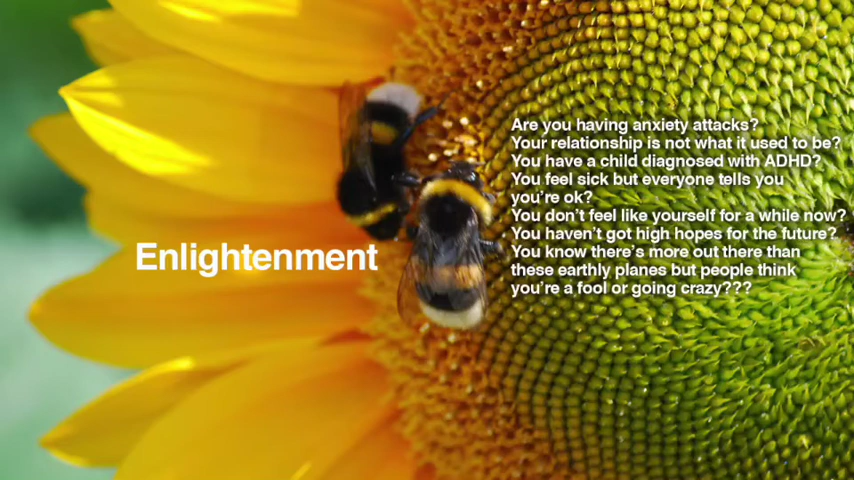 Enlightenment
Are you having anxiety attacks?
Your relationship is not what it used to be?
You have a child diagnosed with ADHD?
You feel sick but everyone tells you
you're ok?
You don't feel like yourself for a while now?
You haven't got high hopes for the future?
You know there's more out there than
these earthly planes but people think
you're a fool or going crazy???